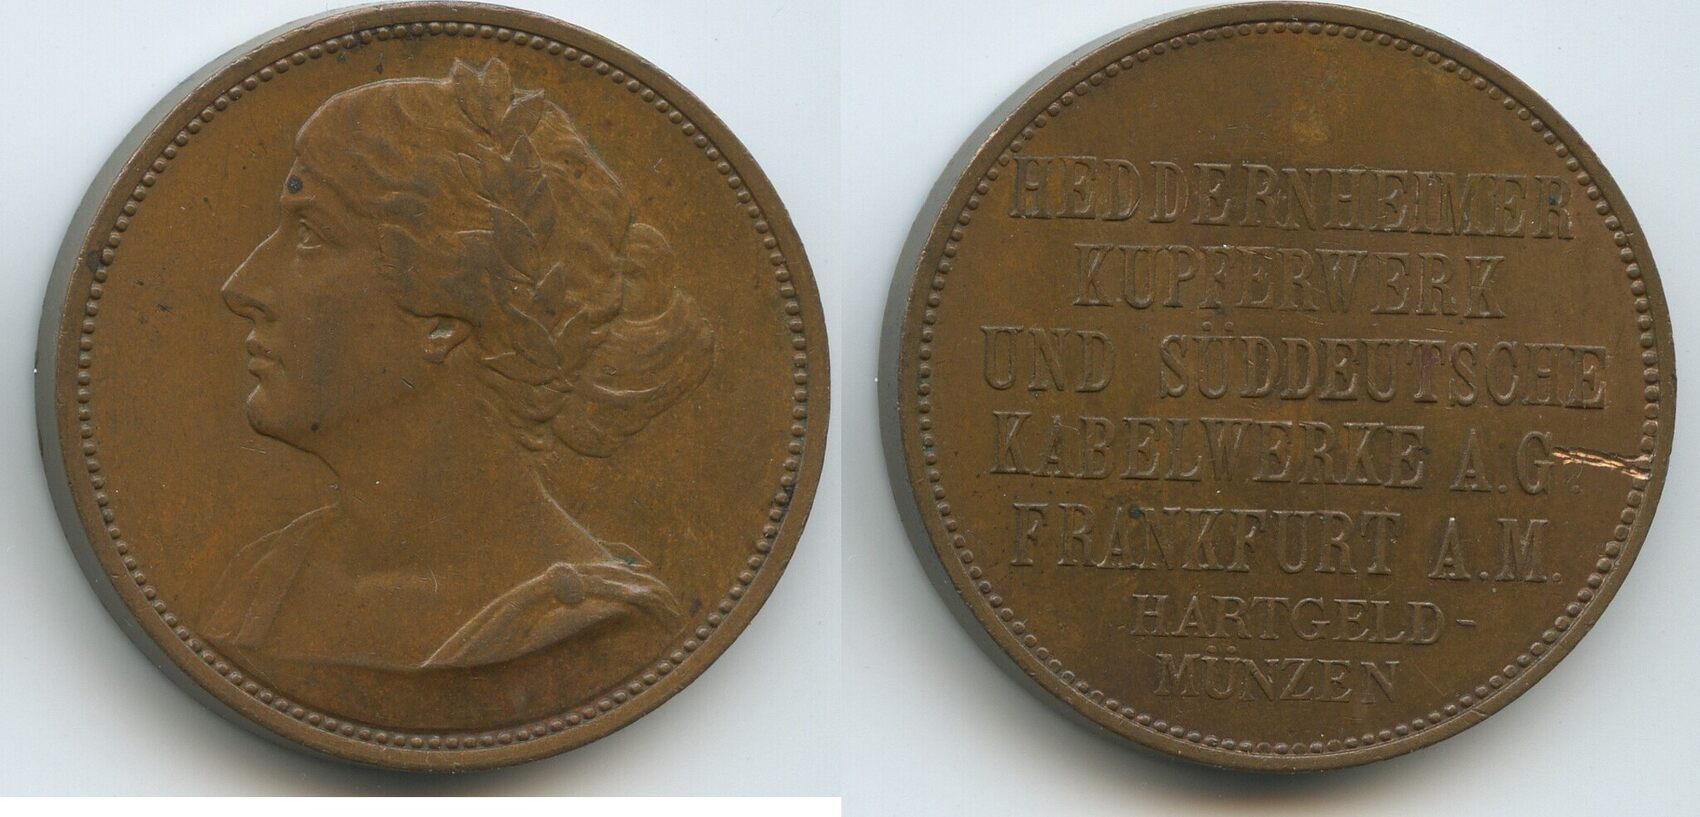 HEDDERNHEIMER
KUPFERWERK
UND SÜDDEUTSCHE
KABELWERKE A.G.
FRANKFURT A.M.
HARTGELD-
MÜNZEN